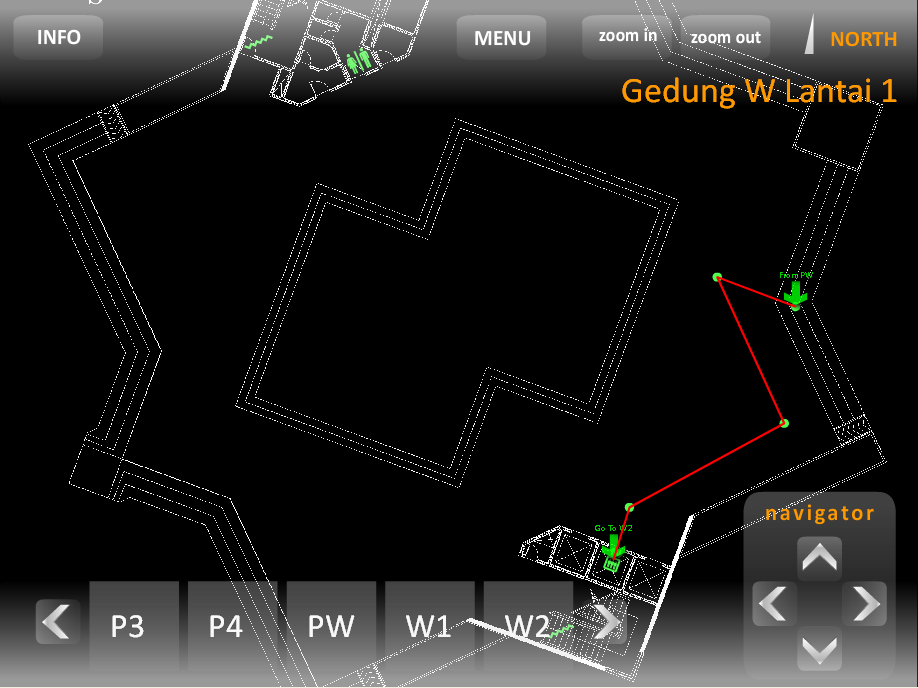 INFO
MENU
zoom in
zoom out
NORTH
Gedung W Lantai 1
From PW
Go To W2
navigator
P3
P4
PW
W1
W2